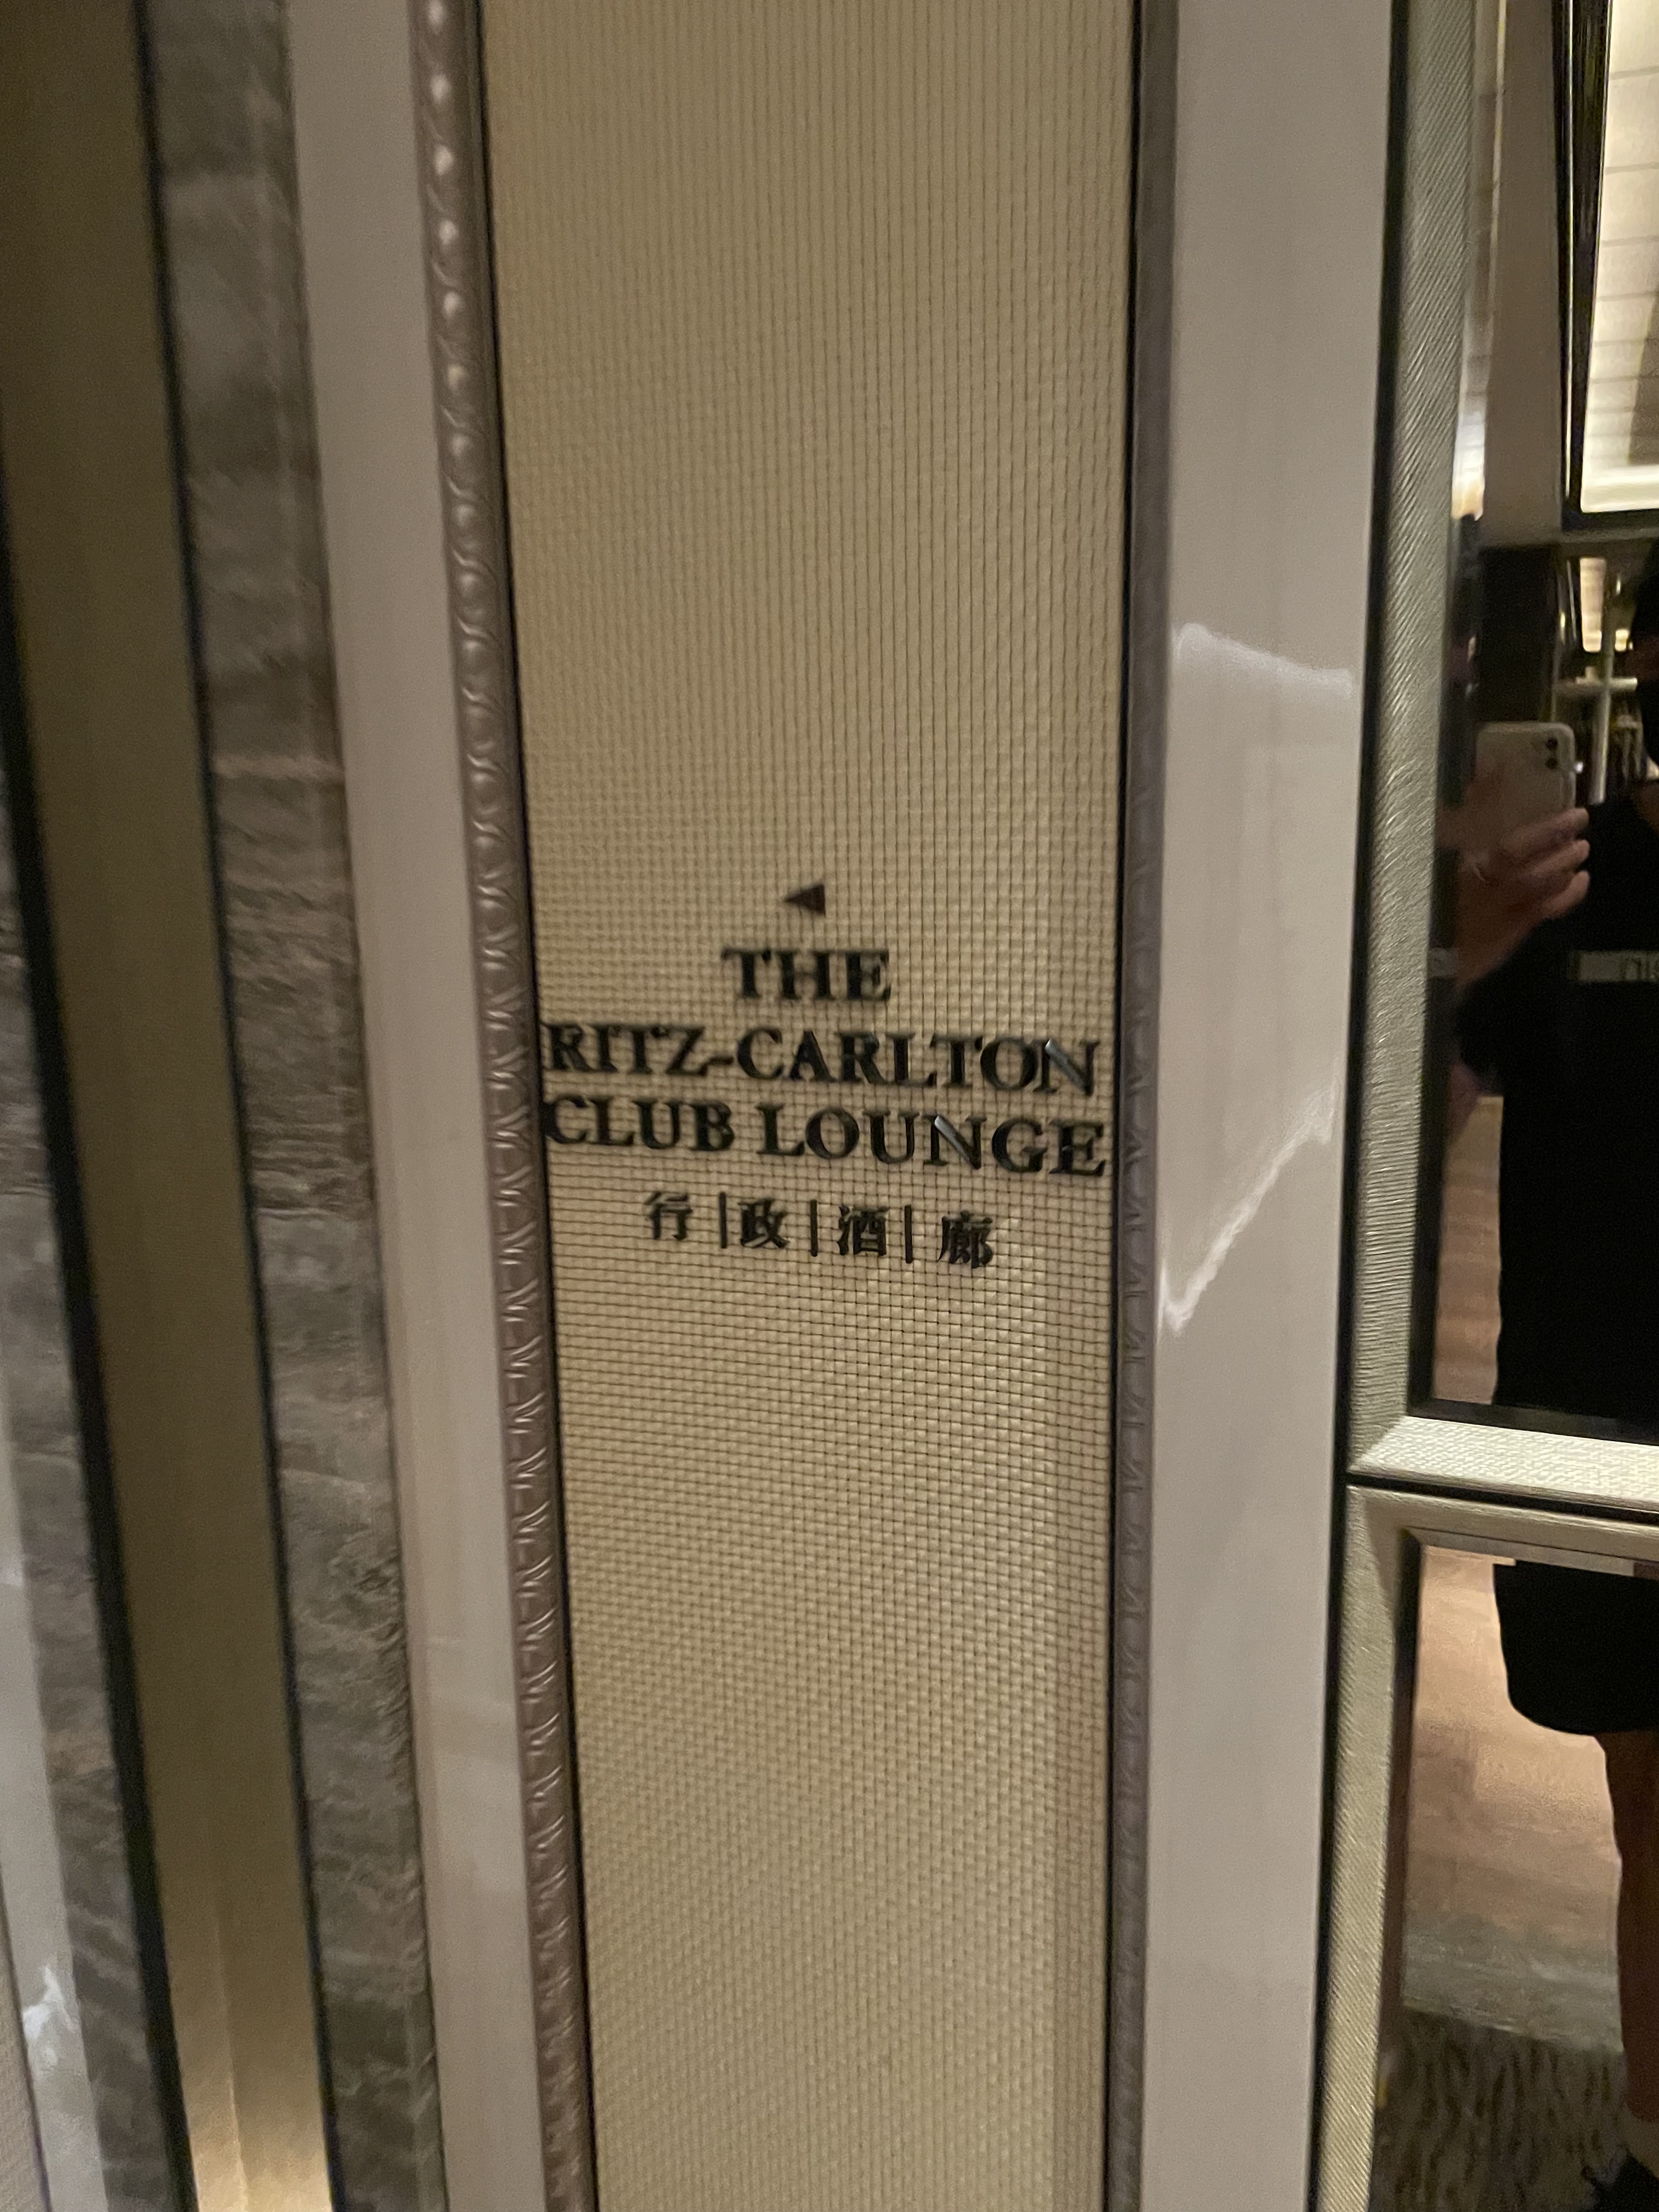 THE
RITZ-CARLTON
CLUB LOUNGE
行|政|酒|廊